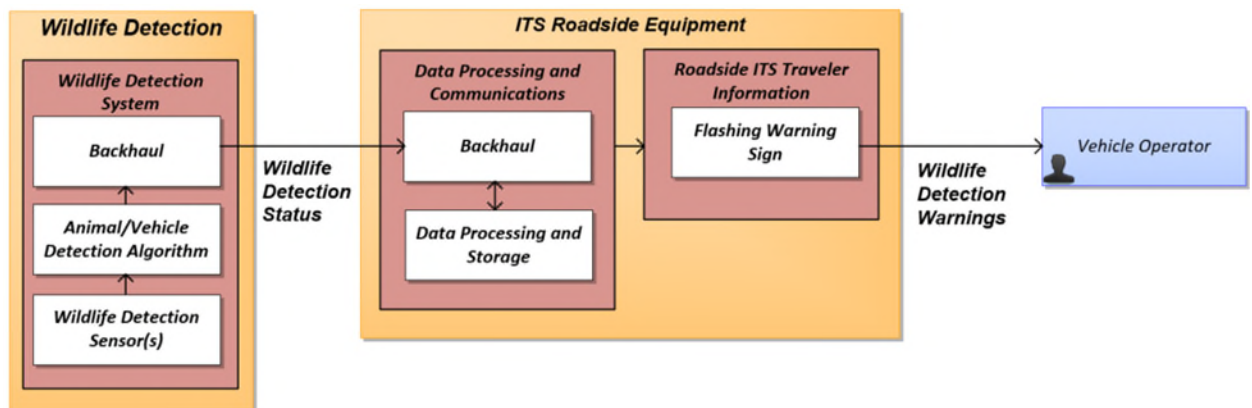 Wildlife Detection
Wildlife Detection
System
Backhaul
Animal/Vehicle
Detection Algorithm
Wildlife Detection
Sensor(s)
Wildlife
Detection
Status
ITS Roadside Equipment
Data Processing and
Communications
Backhaul
Data Processing and
Storage
Roadside ITS Traveler
Information
Flashing Warning
Sign
Wildlife
Detection
Warnings
Vehicle Operator